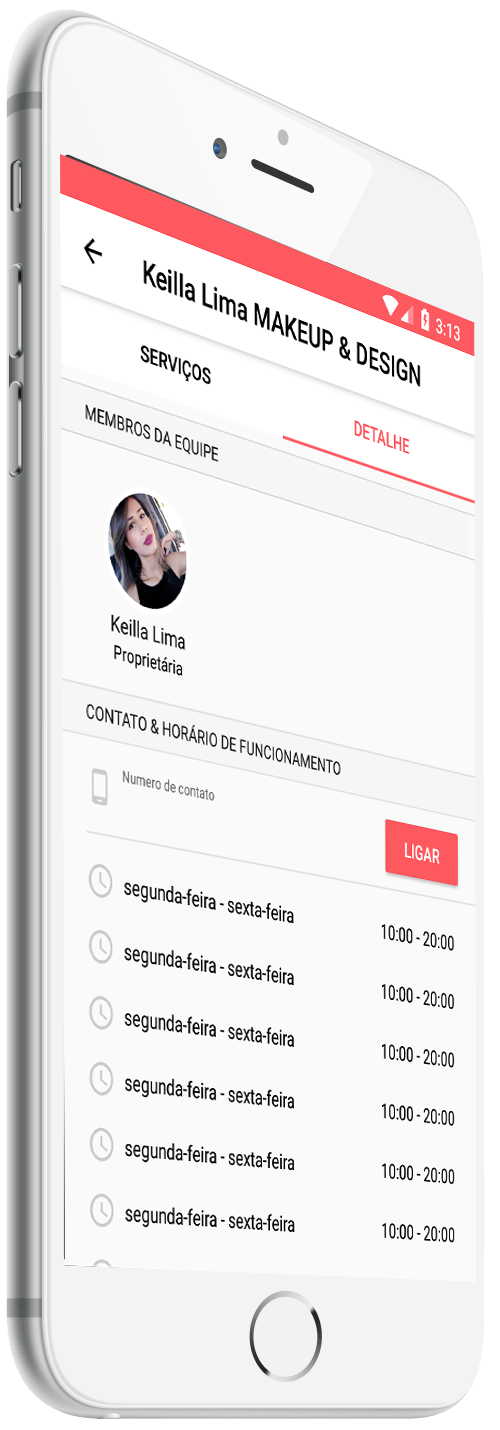 3:13
Keilla Lima MAKEUP & DESIGN
SERVIÇOS
DETALHE
MEMBROS DA EQUIPE
Keilla Lima
Proprietária
CONTATO & HORÁRIO DE FUNCIONAMENTO
Numero de contato
LIGAR
segunda-feira - sexta-feira 10:00 - 20:00
segunda-feira - sexta-feira 10:00 - 20:00
segunda-feira - sexta-feira 10:00 - 20:00
segunda-feira - sexta-feira 10:00 - 20:00
segunda-feira - sexta-feira 10:00 - 20:00
segunda-feira - sexta-feira 10:00 - 20:00